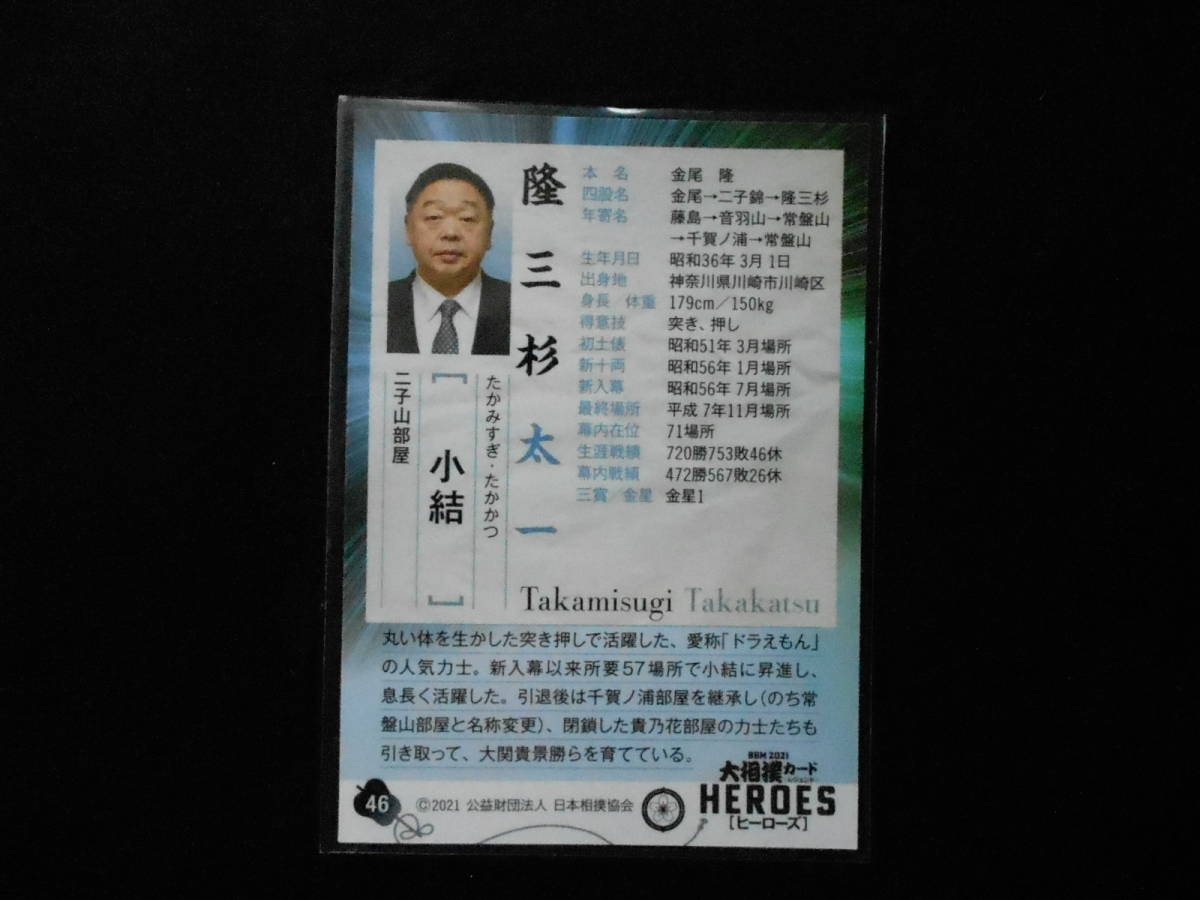 隆三杉太一
たかみすぎ・たかかつ
［小結］
二子山部屋
本名 金尾 隆
四股名 金尾→二子錦→隆三杉
年寄名 藤島→音羽山→常盤山
→千賀ノ浦→常盤山
生年月日 昭和36年 3月 1日
出身地 神奈川県川崎市川崎区
身長／体重 179cm／150kg
得意技 突き、押し
初土俵 昭和51年 3月場所
新十両 昭和56年 1月場所
新入幕 昭和56年 7月場所
最終場所 平成 7年11月場所
幕内在位 71場所
生涯戦績 720勝753敗46休
幕内戦績 472勝567敗26休
三賞／金星 金星1
Takamisugi Takakatsu
丸い体を生かした突き押しで活躍した、愛称「ドラえもん」
の人気力士。新入幕以来所要57場所で小結に昇進し、
息長く活躍した。引退後は千賀ノ浦部屋を継承し(のち常
盤山部屋と名称変更)、閉鎖した貴乃花部屋の力士たちも
引き取って、大関貴景勝らを育てている。
46
©2021 公益財団法人 日本相撲協会
BBM 2021
大相撲カード
-レジェンド-
HEROES
［ヒーローズ］